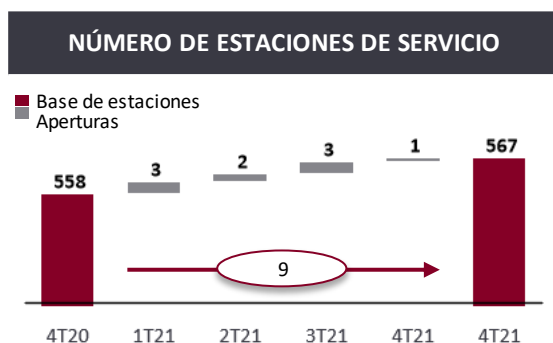 NÚMERO DE ESTACIONES DE SERVICIO
Base de estaciones
Aperturas
558
3
2
3
1
567
9
4T20
1T21
2T21
3T21
4T21
4T21